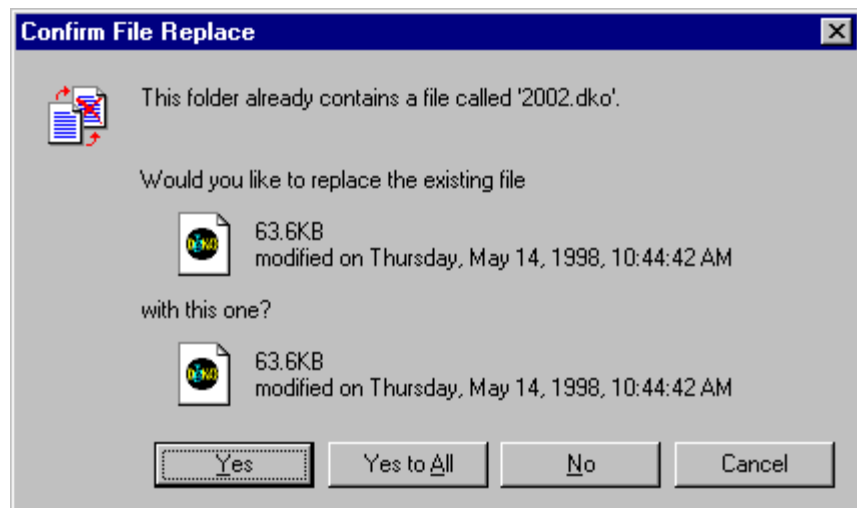 Confirm File Replace
This folder already contains a file called '2002.dko'.
Would you like to replace the existing file
63.6KB
modified on Thursday, May 14, 1998, 10:44:42 AM
with this one?
63.6KB
modified on Thursday, May 14, 1998, 10:44:42 AM
Yes
Yes to All
No
Cancel